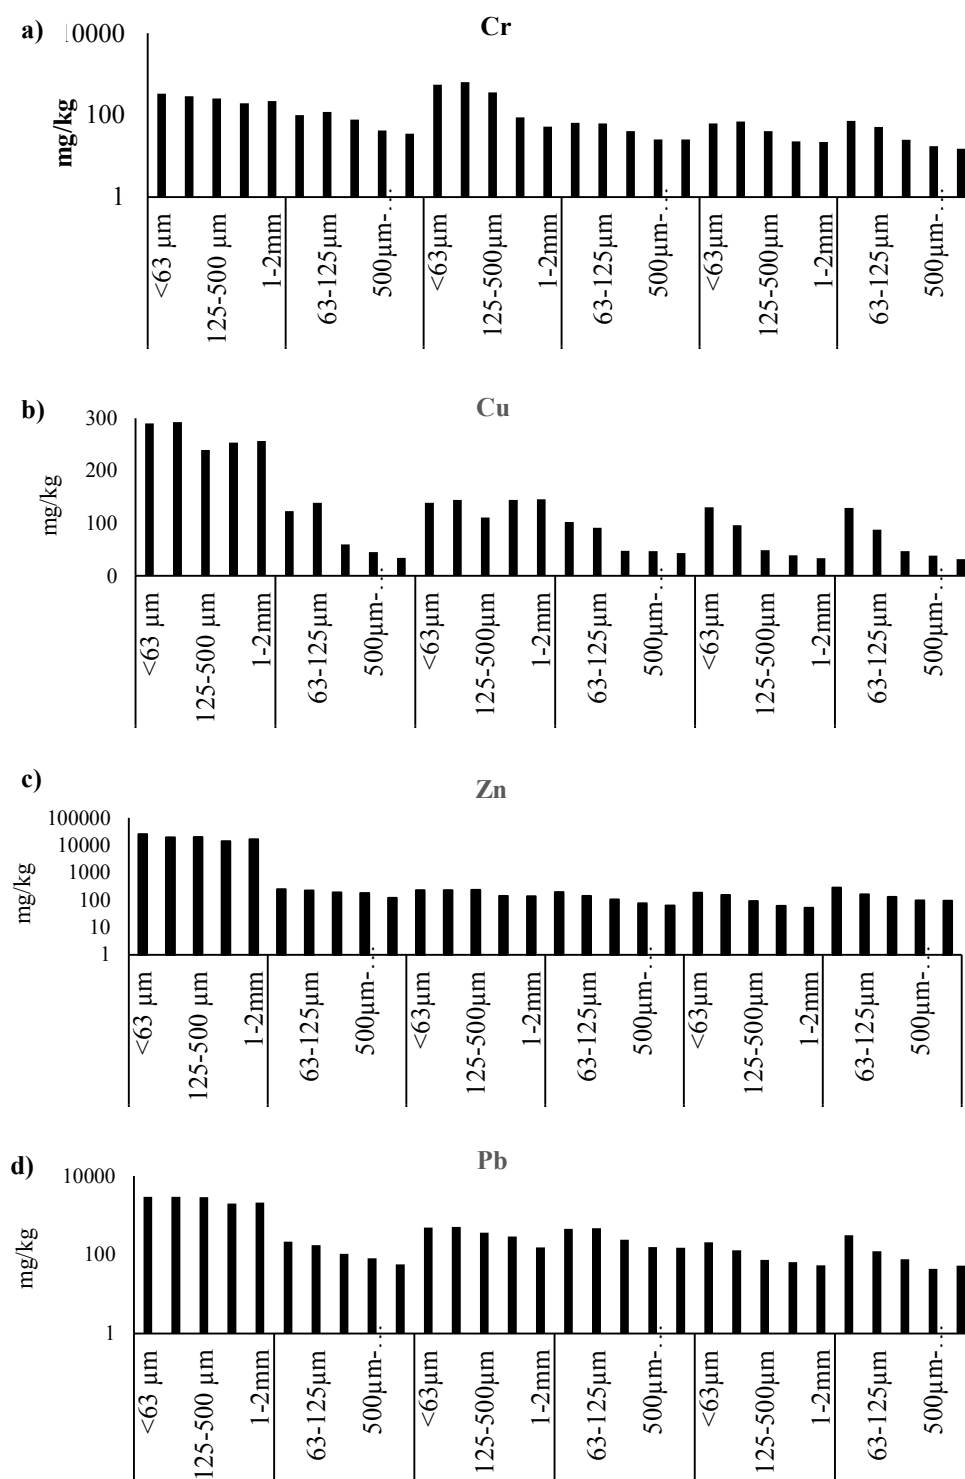 a)
Cr
10000
100
1
mg/kg
<63 µm
125-500 µm
1-2mm
63-125µm
500µm-...
<63µm
125-500µm
1-2mm
63-125µm
500µm-...
<63µm
125-500µm
1-2mm
63-125µm
500µm-...
b)
Cu
300
200
100
0
mg/kg
<63 µm
125-500 µm
1-2mm
63-125µm
500µm-...
<63µm
125-500µm
1-2mm
63-125µm
500µm-...
<63µm
125-500µm
1-2mm
63-125µm
500µm-...
c)
Zn
100000
10000
1000
100
10
1
mg/kg
<63 µm
125-500 µm
1-2mm
63-125µm
500µm-...
<63µm
125-500µm
1-2mm
63-125µm
500µm-...
<63µm
125-500µm
1-2mm
63-125µm
500µm-...
d)
Pb
10000
100
1
mg/kg
<63 µm
125-500 µm
1-2mm
63-125µm
500µm-...
<63µm
125-500µm
1-2mm
63-125µm
500µm-...
<63µm
125-500µm
1-2mm
63-125µm
500µm-...